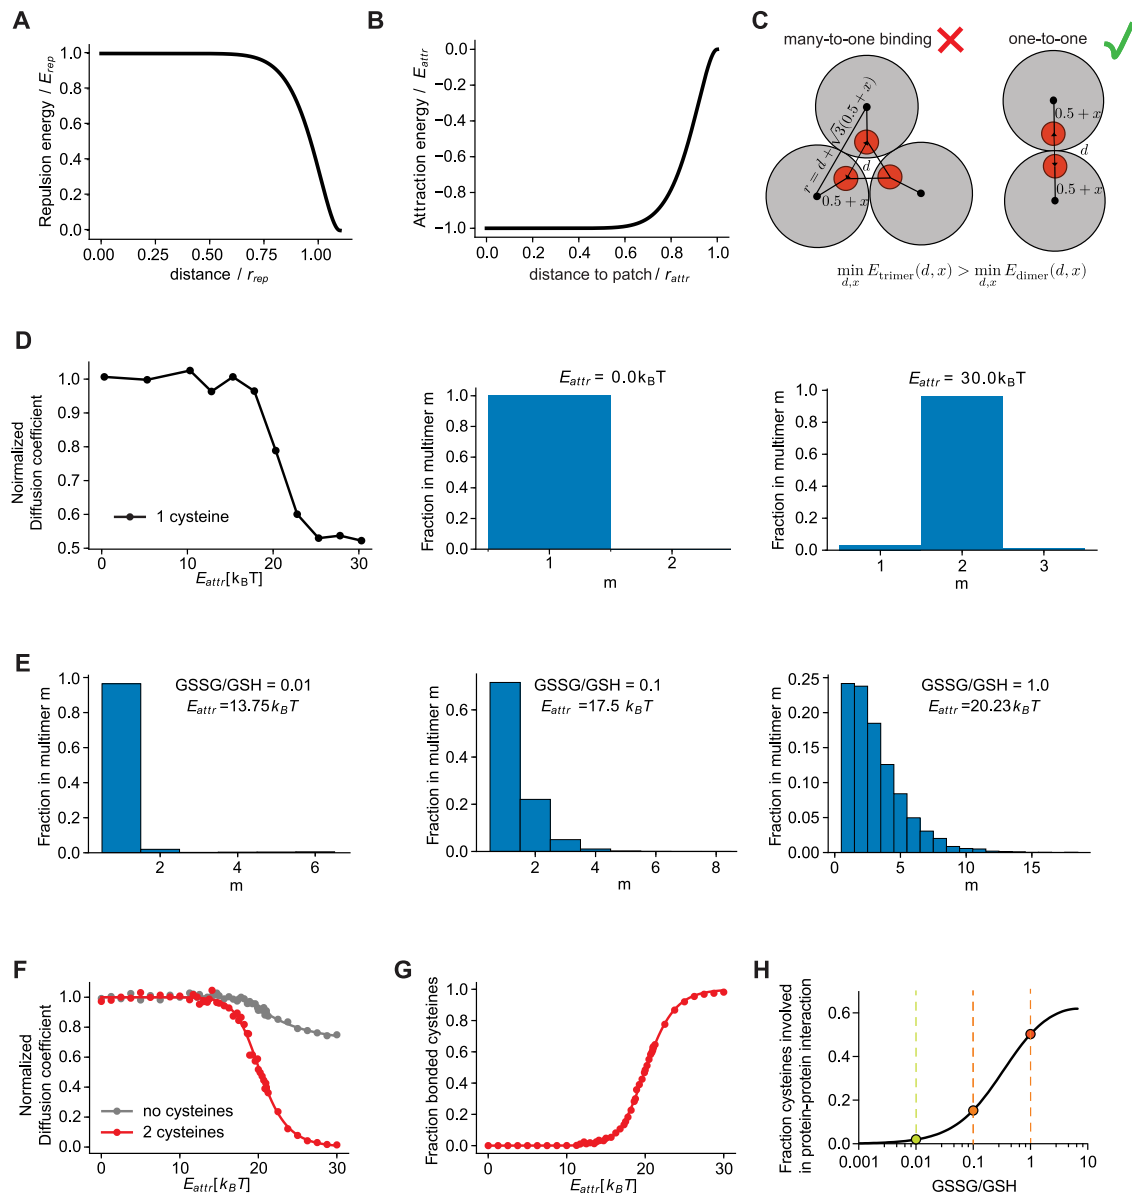 A
Repulsion energy / E_rep
1.0
0.8
0.6
0.4
0.2
0.0
0.00
0.25
0.50
0.75
1.00
distance / r_rep
B
Attraction energy / E_attr
0.0
−0.2
−0.4
−0.6
−0.8
−1.0
0.0
0.2
0.4
0.6
0.8
1.0
distance to patch / r_attr
C
many-to-one binding
one-to-one
r = d + √3(0.5 + x)
d
0.5 + x
0.5 + x
d
0.5 + x
min_{d,x} E_trimer(d, x) > min_{d,x} E_dimer(d, x)
D
Noirmalized
Diffusion coefficient
1.0
0.9
0.8
0.7
0.6
0.5
1 cysteine
0
10
20
30
E_attr[k_BT]
E_attr = 0.0k_BT
Fraction in multimer m
1.0
0.8
0.6
0.4
0.2
0.0
1
2
m
E_attr = 30.0k_BT
Fraction in multimer m
1.0
0.8
0.6
0.4
0.2
0.0
1
2
3
m
E
GSSG/GSH = 0.01
E_attr =13.75k_BT
Fraction in multimer m
1.0
0.8
0.6
0.4
0.2
0.0
2
4
6
m
GSSG/GSH = 0.1
E_attr =17.5 k_BT
Fraction in multimer m
0.6
0.4
0.2
0.0
2
4
6
8
m
GSSG/GSH = 1.0
E_attr =20.23k_BT
Fraction in multimer m
0.25
0.20
0.15
0.10
0.05
0.00
0
5
10
15
m
F
Normalized
Diffusion coefficient
1.0
0.8
0.6
0.4
0.2
0.0
no cysteines
2 cysteines
0
10
20
30
E_attr[k_BT]
G
Fraction bonded cysteines
1.0
0.8
0.6
0.4
0.2
0.0
0
10
20
30
E_attr[k_BT]
H
Fraction cysteines involved
in protein-protein interaction
0.6
0.4
0.2
0.0
0.001
0.01
0.1
1
10
GSSG/GSH